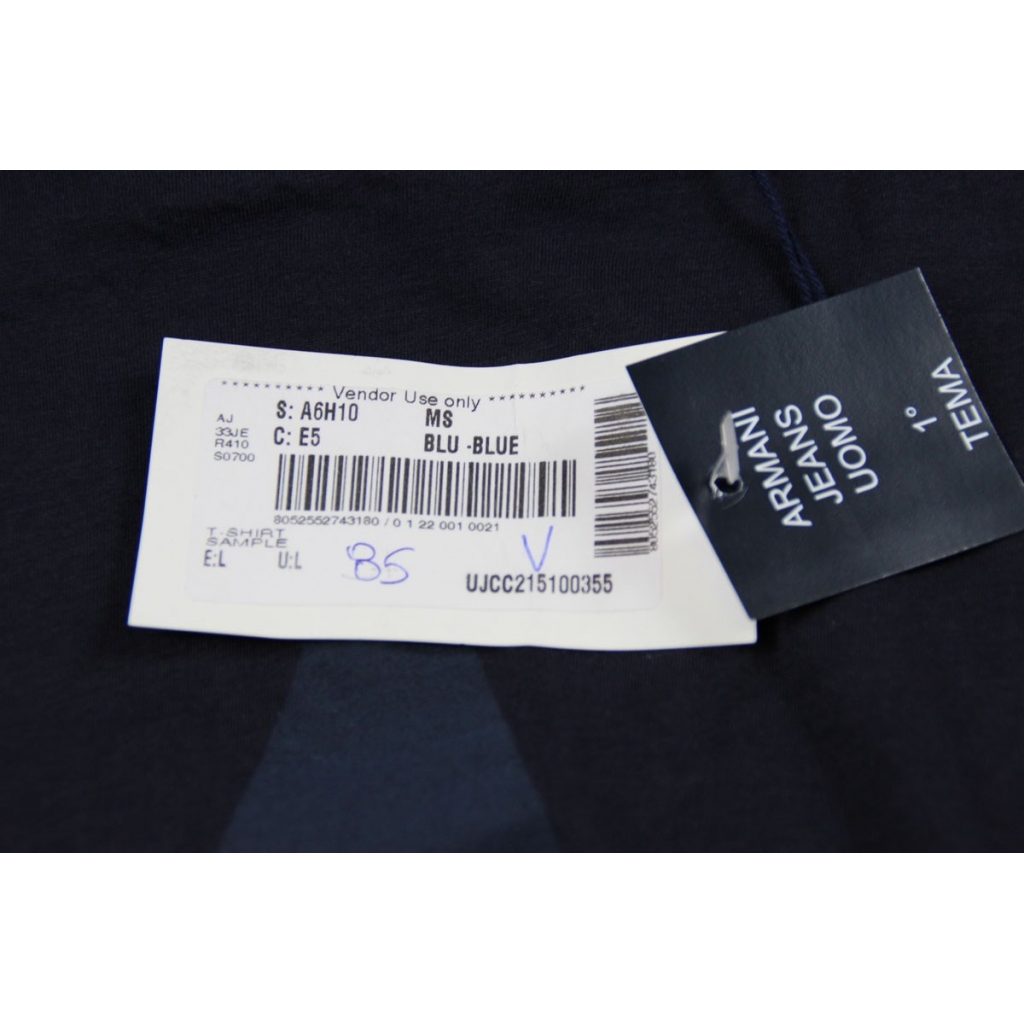 ********** Vendor Use only **********
AJ
33JE
R410
S0700
S: A6H10 MS
C: E5 BLU -BLUE
8052552743180 / 0 1 22 001 0021
T-SHIRT
SAMPLE
E:L U:L 85 V
UJCC215100355
8052552743180
ARMANI
JEANS
UOMO
1°
TEMA